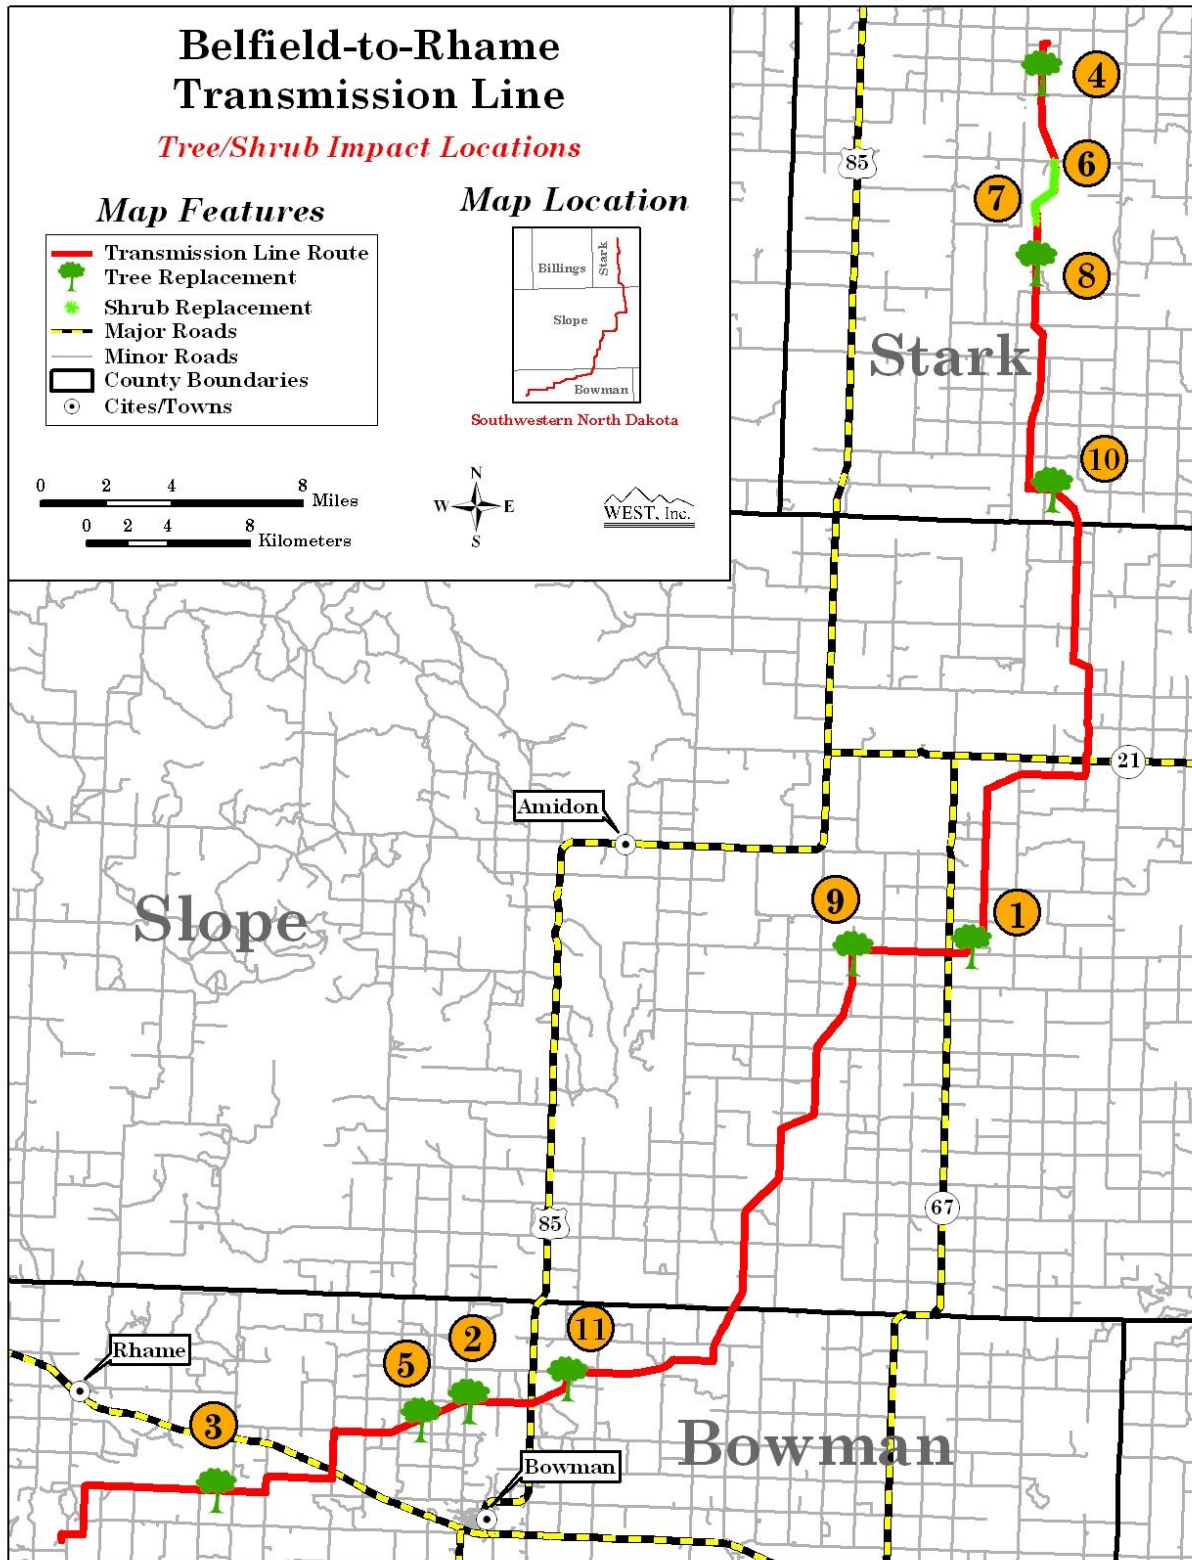 Belfield-to-Rhame
Transmission Line
Tree/Shrub Impact Locations
Map Features
Transmission Line Route
Tree Replacement
Shrub Replacement
Major Roads
Minor Roads
County Boundaries
Cites/Towns
Map Location
Billings
Stark
Slope
Bowman
Southwestern North Dakota
0 2 4 8 Miles
0 2 4 8 Kilometers
N
W E
S
WEST, Inc.
4
85
6
7
8
Stark
10
21
Amidon
Slope
9
1
67
85
11
2
Rhame
5
3
Bowman
Bowman